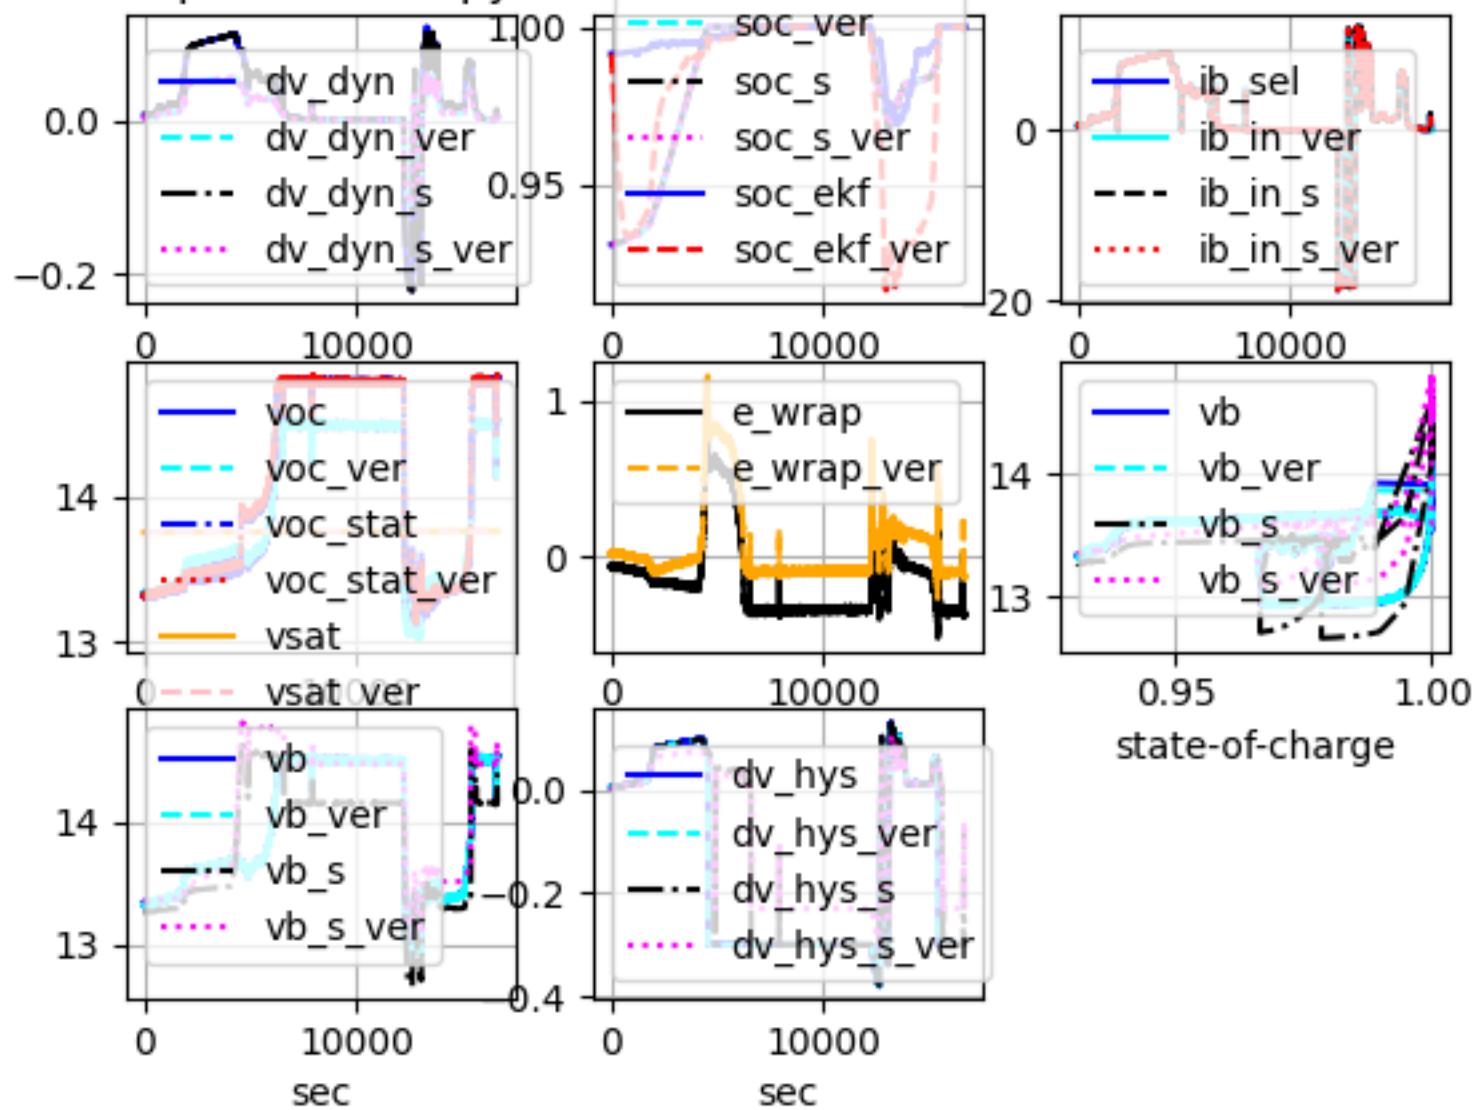 1.00
soc_ver
dv_dyn
soc_s
ib_sel
0.0
0
dv_dyn_ver
soc_s_ver
ib_in_ver
dv_dyn_s
0.95
soc_ekf
ib_in_s
dv_dyn_s_ver
soc_ekf_ver
ib_in_s_ver
−0.2
20
0 10000
0 10000
0 10000
voc
1
e_wrap
vb
voc_ver
e_wrap_ver
14
vb_ver
14
voc_stat
0
vb_s
voc_stat_ver
vb_s_ver
13
vsat
13
vsat_ver
0 10000
0 10000
0.95 1.00
state-of-charge
vb
0.0
dv_hys
14
vb_ver
dv_hys_ver
vb_s
−0.2
dv_hys_s
13
vb_s_ver
dv_hys_s_ver
0.4
0 10000
0 10000
sec
sec